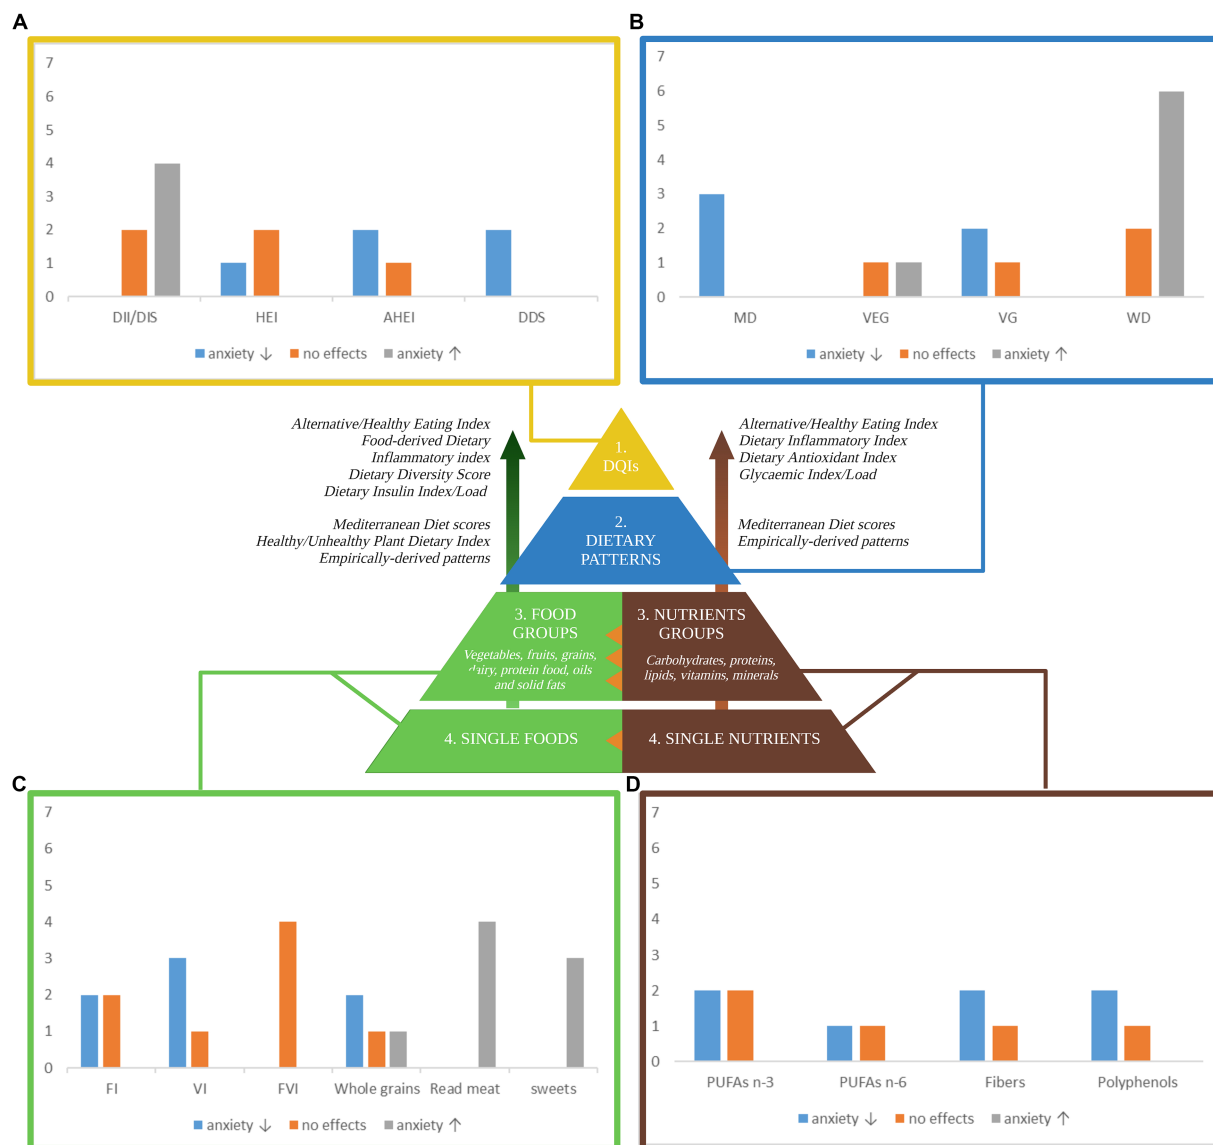 A
7
6
5
4
3
2
1
0
DII/DIS HEI AHEI DDS
anxiety ↓ no effects anxiety ↑
B
7
6
5
4
3
2
1
0
MD VEG VG WD
anxiety ↓ no effects anxiety ↑
Alternative/Healthy Eating Index
Food-derived Dietary
Inflammatory index
Dietary Diversity Score
Dietary Insulin Index/Load
Mediterranean Diet scores
Healthy/Unhealthy Plant Dietary Index
Empirically-derived patterns
1.
DQIs
2.
DIETARY
PATTERNS
Alternative/Healthy Eating Index
Dietary Inflammatory Index
Dietary Antioxidant Index
Glycaemic Index/Load
Mediterranean Diet scores
Empirically-derived patterns
3. FOOD
GROUPS
Vegetables, fruits, grains,
dairy, protein food, oils
and solid fats
3. NUTRIENTS
GROUPS
Carbohydrates, proteins,
lipids, vitamins, minerals
4. SINGLE FOODS
4. SINGLE NUTRIENTS
C
7
6
5
4
3
2
1
0
FI VI FVI Whole grains Read meat sweets
anxiety ↓ no effects anxiety ↑
D
7
6
5
4
3
2
1
0
PUFAs n-3 PUFAs n-6 Fibers Polyphenols
anxiety ↓ no effects anxiety ↑